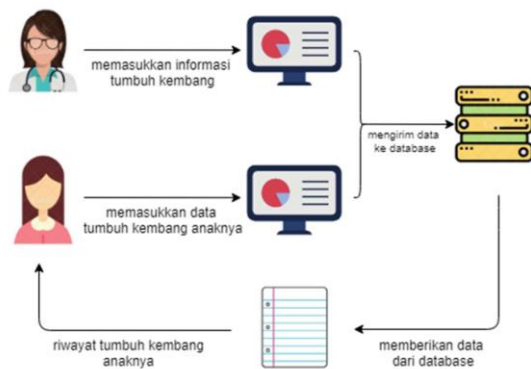 memasukkan informasi
tumbuh kembang
mengirim data
ke database
memasukkan data
tumbuh kembang anaknya
riwayat tumbuh kembang
anaknya
memberikan data
dari database